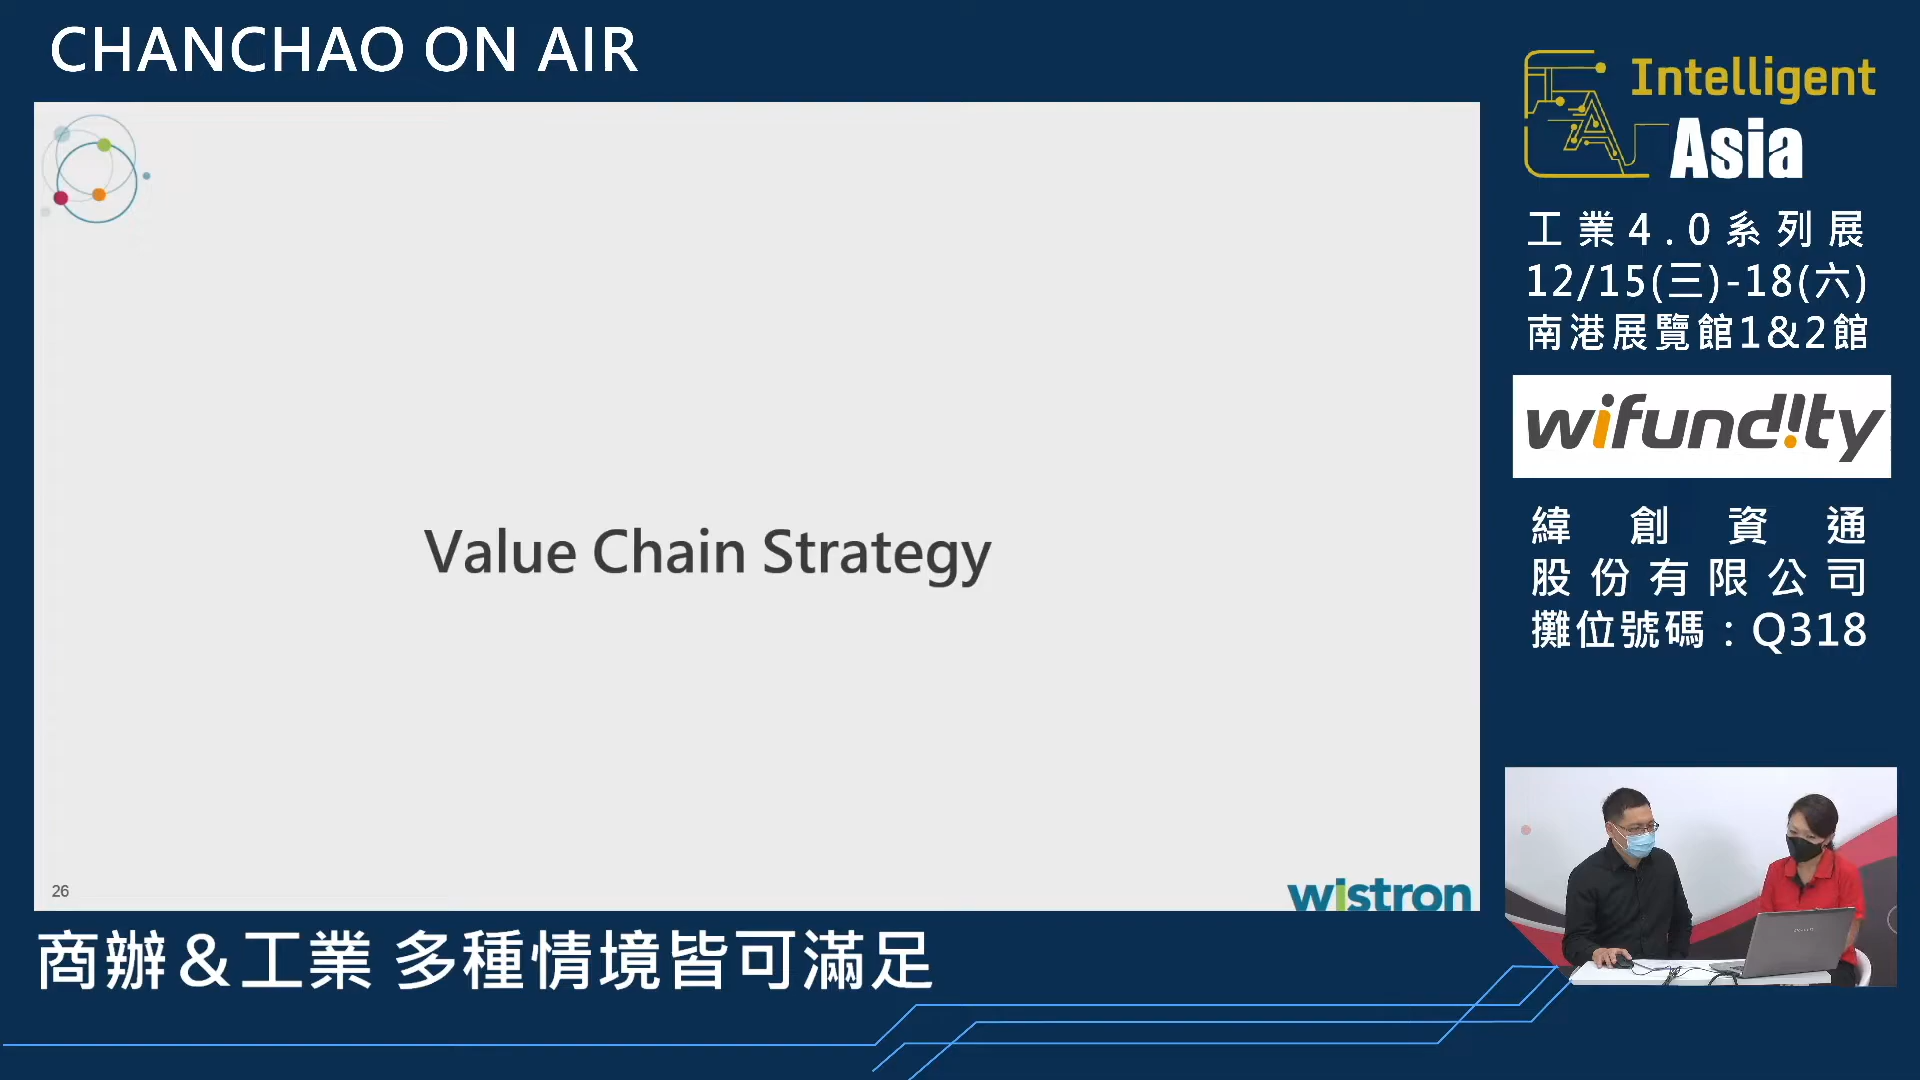 CHANCHAO ON AIR
Intelligent
Asia
工業4.0系列展
12/15(三)-18(六)
南港展覽館1&2館
wifund!ty
緯創資通
股份有限公司
攤位號碼：Q318
Value Chain Strategy
26
wistron
商辦＆工業 多種情境皆可滿足